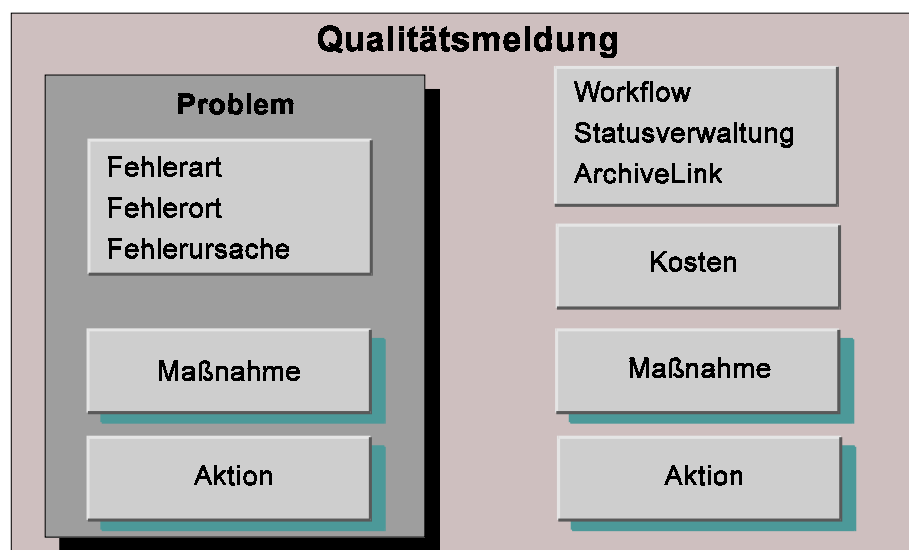 Qualitätsmeldung
Problem
Fehlerart
Fehlerort
Fehlerursache
Maßnahme
Aktion
Workflow
Statusverwaltung
ArchiveLink
Kosten
Maßnahme
Aktion